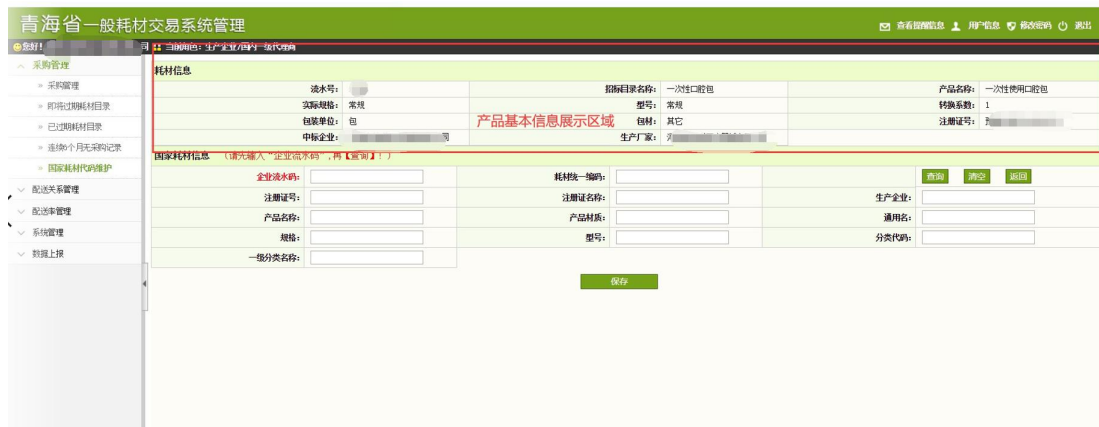 青海省一般耗材交易系统管理
查看提醒信息 用户信息 修改密码 退出
您好! 司 当前角色: 生产企业/国内一级代理商
采购管理
» 采购管理
» 即将过期耗材目录
» 已过期耗材目录
» 连续6个月无采购记录
» 国家耗材代码维护
配送关系管理
配送率管理
系统管理
数据上报
耗材信息
流水号: 招标目录名称: 一次性口腔包 产品名称: 一次性使用口腔包
实际规格: 常规 型号: 常规 转换系数: 1
包装单位: 包 包材: 其它 注册证号:
产品基本信息展示区域
中标企业: 生产厂家:
国家耗材信息 (请先输入“企业流水码”,再【查询】!)
企业流水码: 耗材统一编码: 查询 清空 返回
注册证号: 注册证名称: 生产企业:
产品名称: 产品材质: 通用名:
规格: 型号: 分类代码:
一级分类名称:
保存